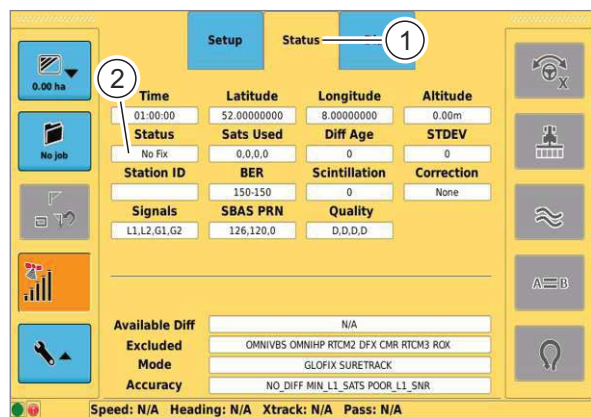 Setup Status
1
2
0.00 ha
X
Time Latitude Longitude Altitude
01:00:00 52.00000000 8.00000000 0.00m
Status Sats Used Diff Age STDEV
No job
No Fix 0,0,0,0 0 0
Station ID BER Scintillation Correction
150-150 0 None
Signals SBAS PRN Quality
L1,L2,G1,G2 126,120,0 D,D,D,D
A=B
Available Diff N/A
Excluded OMNIVBS OMNIHP RTCM2 DFX CMR RTCM3 ROX
Mode GLOFIX SURETRACK
Accuracy NO_DIFF MIN_L1_SATS POOR_L1_SNR
Speed: N/A Heading: N/A Xtrack: N/A Pass: N/A